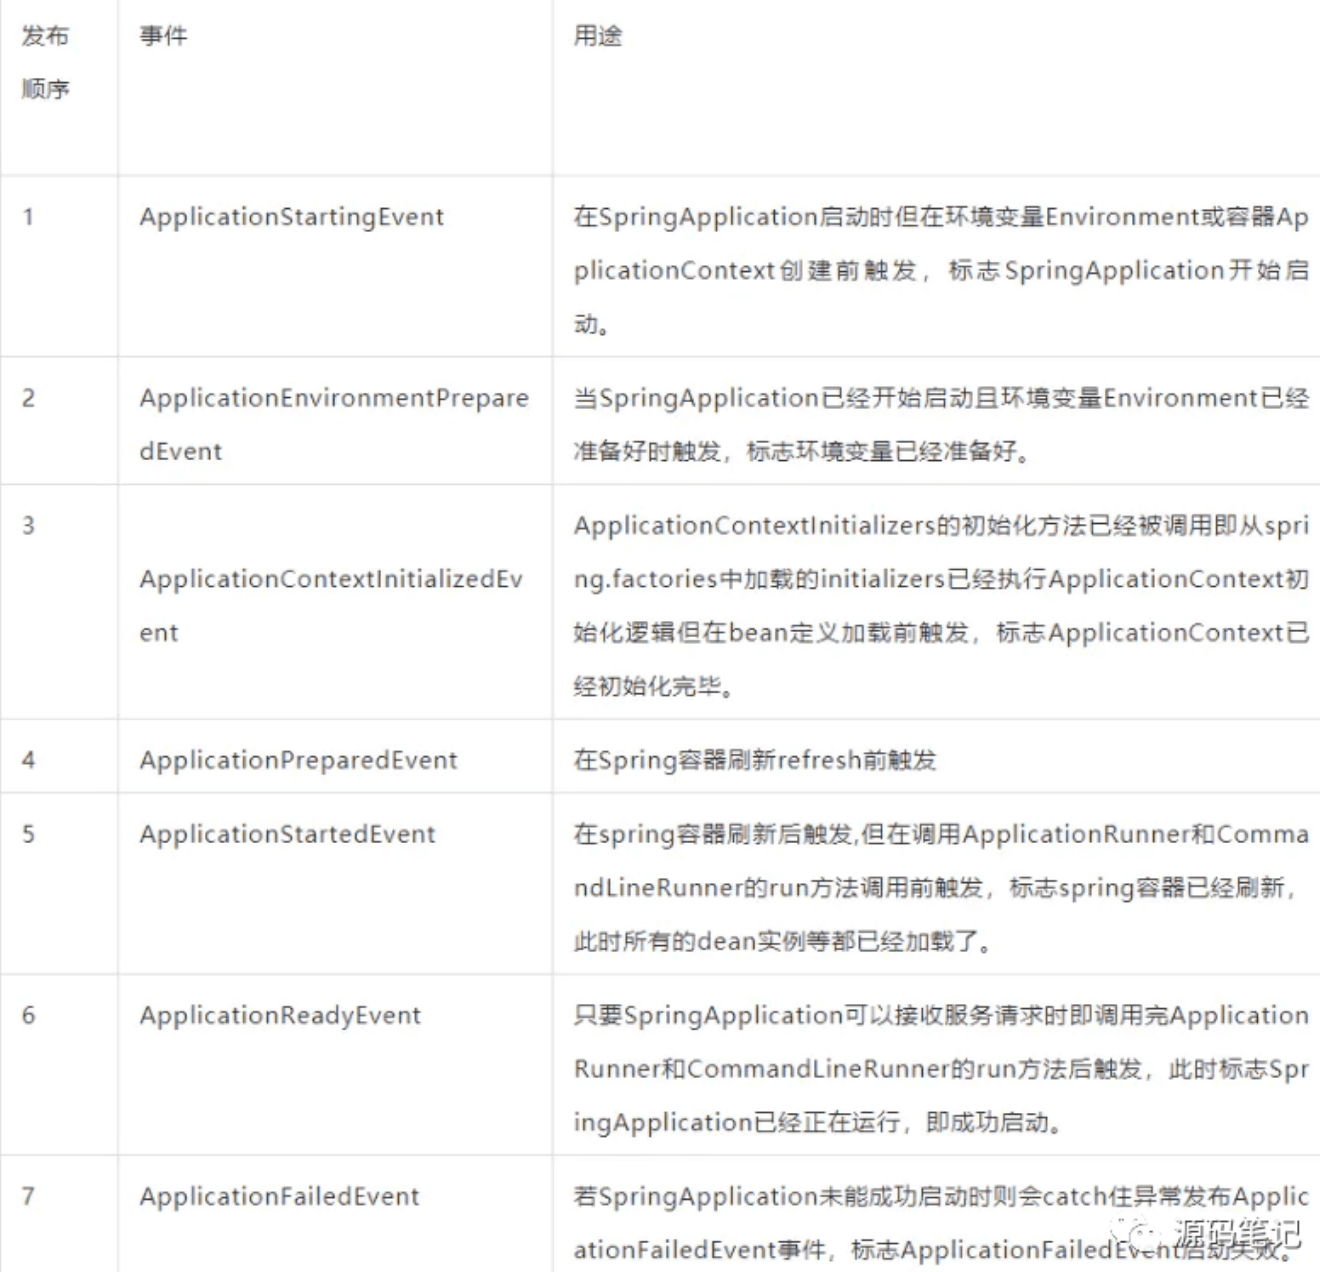 发布 事件 用途
顺序
1 ApplicationStartingEvent 在SpringApplication启动时但在环境变量Environment或容器Ap
plicationContext创建前触发，标志SpringApplication开始启
动。
2 ApplicationEnvironmentPrepare 当SpringApplication已经开始启动且环境变量Environment已经
dEvent 准备好时触发，标志环境变量已经准备好。
3 ApplicationContextInitializers的初始化方法已经被调用即从spri
ApplicationContextInitializedEv ng.factories中加载的initializers已经执行ApplicationContext初
ent 始化逻辑但在bean定义加载前触发，标志ApplicationContext已
经初始化完毕。
4 ApplicationPreparedEvent 在Spring容器刷新refresh前触发
5 ApplicationStartedEvent 在spring容器刷新后触发,但在调用ApplicationRunner和Comma
ndLineRunner的run方法调用前触发，标志spring容器已经刷新，
此时所有的dean实例等都已经加载了。
6 ApplicationReadyEvent 只要SpringApplication可以接收服务请求时即调用完Application
Runner和CommandLineRunner的run方法后触发，此时标志Spr
ingApplication已经正在运行，即成功启动。
7 ApplicationFailedEvent 若SpringApplication未能成功启动时则会catch住异常发布Applic
ationFailedEvent事件，标志ApplicationFailedEvent启动失败。
源码笔记